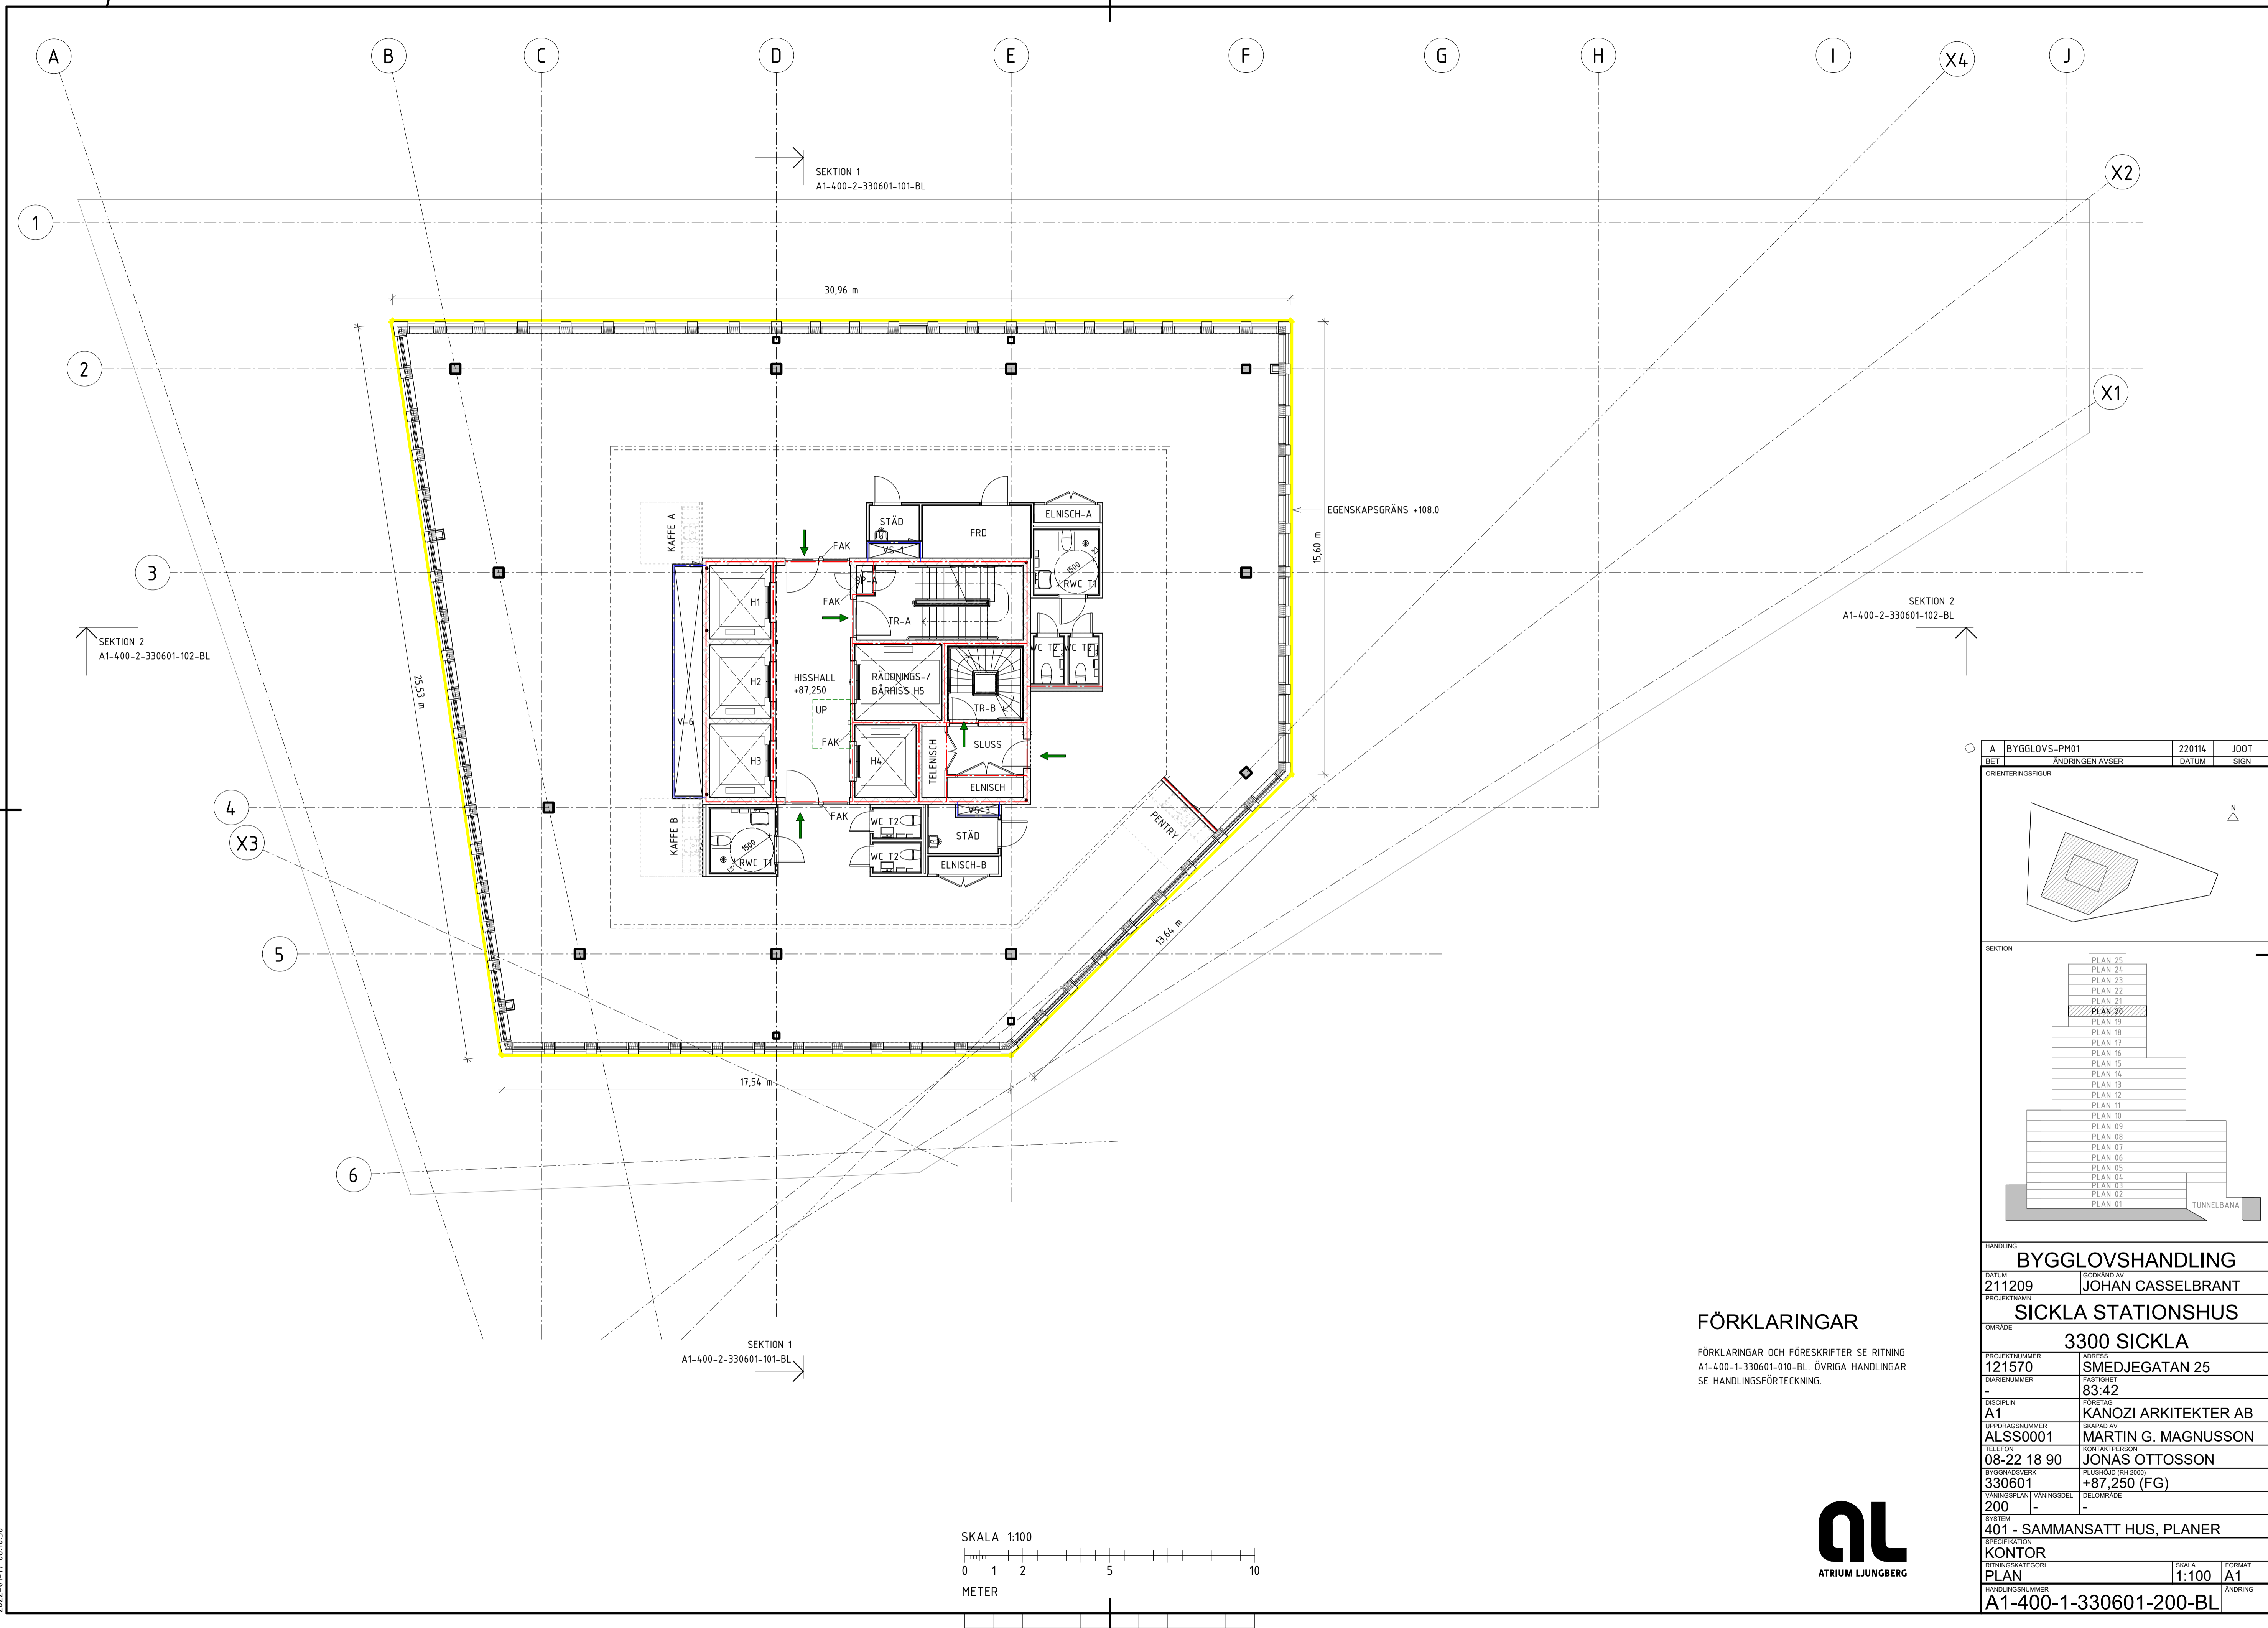 A
B
C
D
E
F
G
H
I
X4
J
X2
X1
1
2
3
4
X3
5
6
SEKTION 1
A1-400-2-330601-101-BL
30,96 m
EGENSKAPSGRÄNS +108.0
15,60 m
25,53 m
SEKTION 2
A1-400-2-330601-102-BL
SEKTION 2
A1-400-2-330601-102-BL
KAFFE A
STÄD
FRD
ELNISCH-A
VS-1
FAK
SP-A
FAK
1500
RWC T1
H1
TR-A
WC T2
WC T2
H2
HISSHALL
+87,250
RÄDDNINGS-/
BÅRHISS H5
UP
TR-B
V-6
FAK
SLUSS
H3
H4
TELENISCH
ELNISCH
KAFFE B
FAK
VS-3
WC T2
STÄD
1500
RWC T1
WC T2
ELNISCH-B
PENTRY
13,64 m
17,54 m
SEKTION 1
A1-400-2-330601-101-BL
FÖRKLARINGAR
FÖRKLARINGAR OCH FÖRESKRIFTER SE RITNING
A1-400-1-330601-010-BL. ÖVRIGA HANDLINGAR
SE HANDLINGSFÖRTECKNING.
SKALA 1:100
0 1 2 5 10
METER
ATRIUM LJUNGBERG
A BYGGLOVS-PM01 220114 JOOT
BET ÄNDRINGEN AVSER DATUM SIGN
ORIENTERINGSFIGUR
N
SEKTION
PLAN 25
PLAN 24
PLAN 23
PLAN 22
PLAN 21
PLAN 20
PLAN 19
PLAN 18
PLAN 17
PLAN 16
PLAN 15
PLAN 14
PLAN 13
PLAN 12
PLAN 11
PLAN 10
PLAN 09
PLAN 08
PLAN 07
PLAN 06
PLAN 05
PLAN 04
PLAN 03
PLAN 02
PLAN 01
TUNNELBANA
HANDLING
BYGGLOVSHANDLING
DATUM GODKÄND AV
211209 JOHAN CASSELBRANT
PROJEKTNAMN
SICKLA STATIONSHUS
OMRÅDE
3300 SICKLA
PROJEKTNUMMER ADRESS
121570 SMEDJEGATAN 25
DIARIENUMMER FASTIGHET
- 83:42
DISCIPLIN FÖRETAG
A1 KANOZI ARKITEKTER AB
UPPDRAGSNUMMER SKAPAD AV
ALSS0001 MARTIN G. MAGNUSSON
TELEFON KONTAKTPERSON
08-22 18 90 JONAS OTTOSSON
BYGGNADSVERK PLUSHÖJD (RH 2000)
330601 +87,250 (FG)
VÅNINGSPLAN VÅNINGSDEL DELOMRÅDE
200 - -
SYSTEM
401 - SAMMANSATT HUS, PLANER
SPECIFIKATION
KONTOR
RITNINGSKATEGORI SKALA FORMAT
PLAN 1:100 A1
HANDLINGSNUMMER ÄNDRING
A1-400-1-330601-200-BL